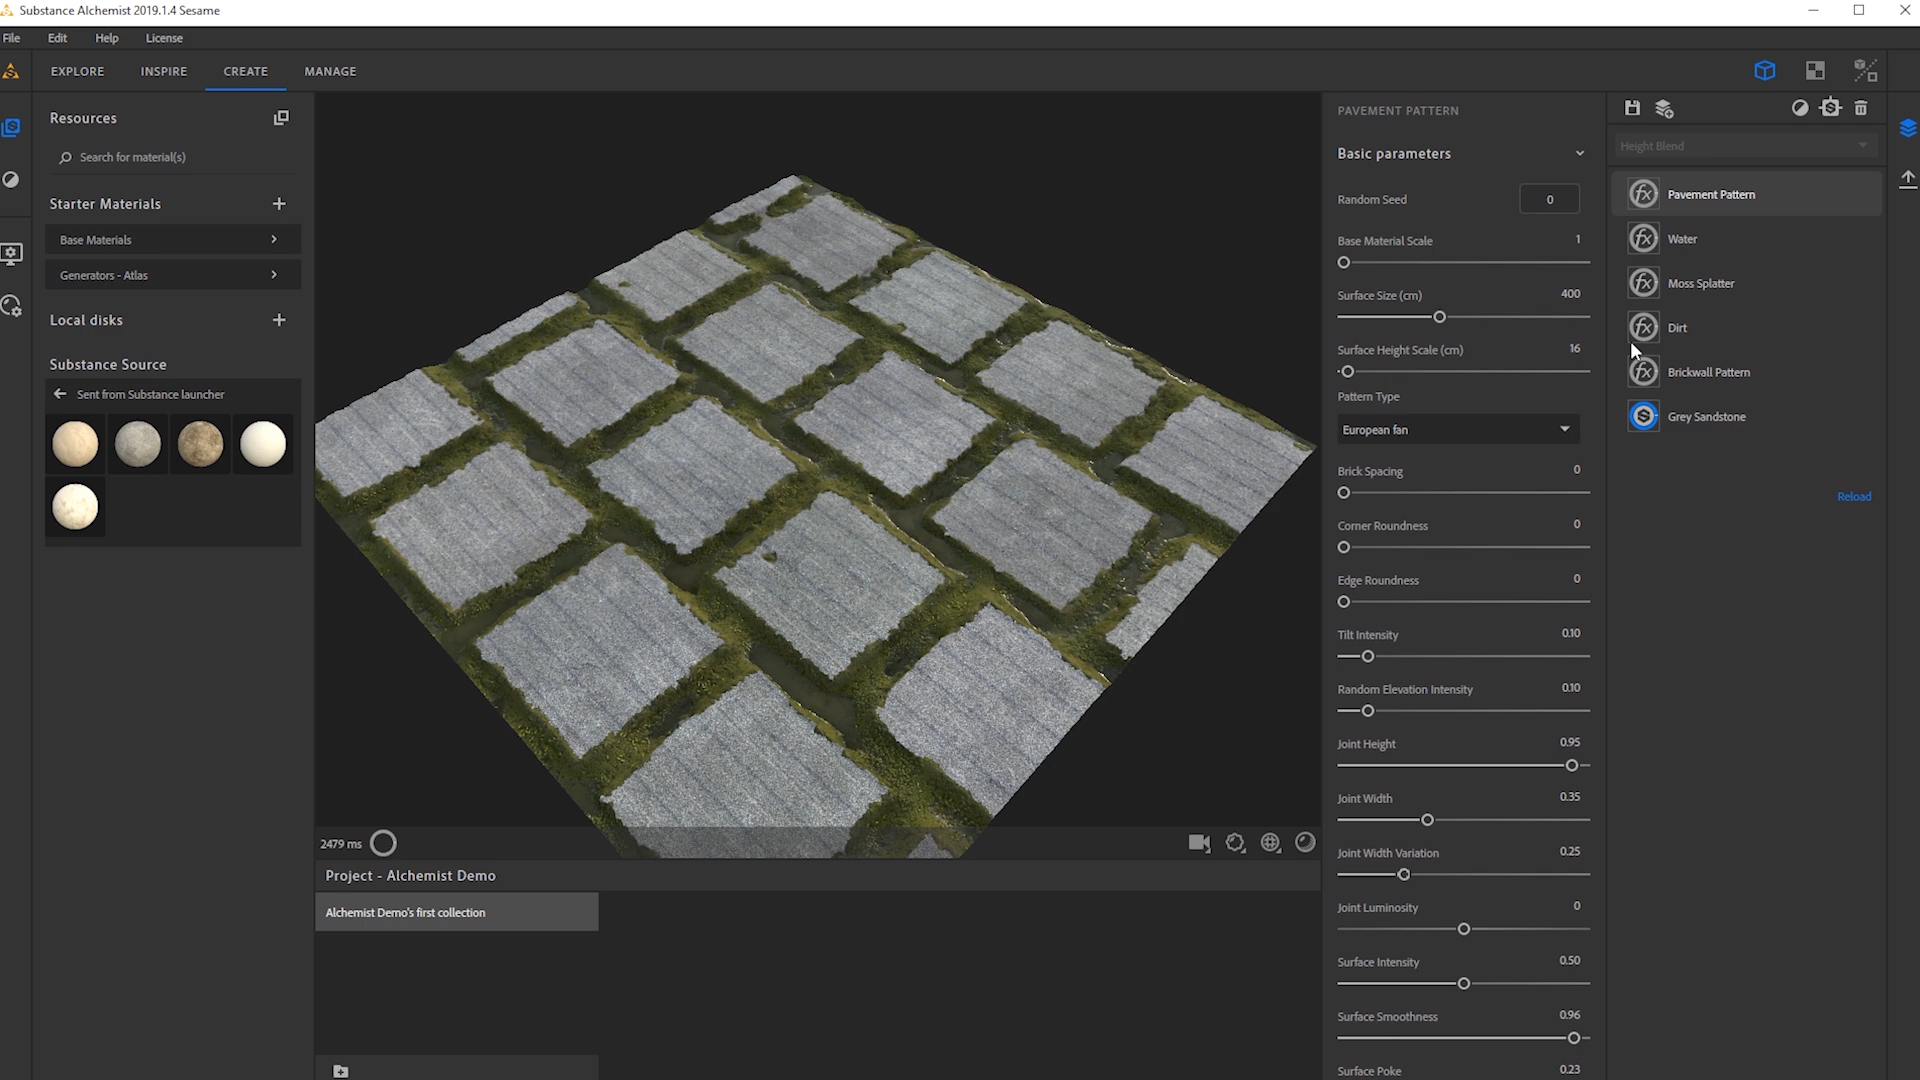 Substance Alchemist 2019.1.4 Sesame
File Edit Help License
EXPLORE INSPIRE CREATE MANAGE
Resources
Search for material(s)
Starter Materials
Base Materials
Generators - Atlas
Local disks
Substance Source
Sent from Substance launcher
2479 ms
Project - Alchemist Demo
Alchemist Demo's first collection
PAVEMENT PATTERN
Basic parameters
Random Seed 0
Base Material Scale 1
Surface Size (cm) 400
Surface Height Scale (cm) 16
Pattern Type
European fan
Brick Spacing 0
Corner Roundness 0
Edge Roundness 0
Tilt Intensity 0.10
Random Elevation Intensity 0.10
Joint Height 0.95
Joint Width 0.35
Joint Width Variation 0.25
Joint Luminosity 0
Surface Intensity 0.50
Surface Smoothness 0.96
Surface Poke 0.23
Height Blend
fx Pavement Pattern
fx Water
fx Moss Splatter
fx Dirt
fx Brickwall Pattern
Grey Sandstone
Reload